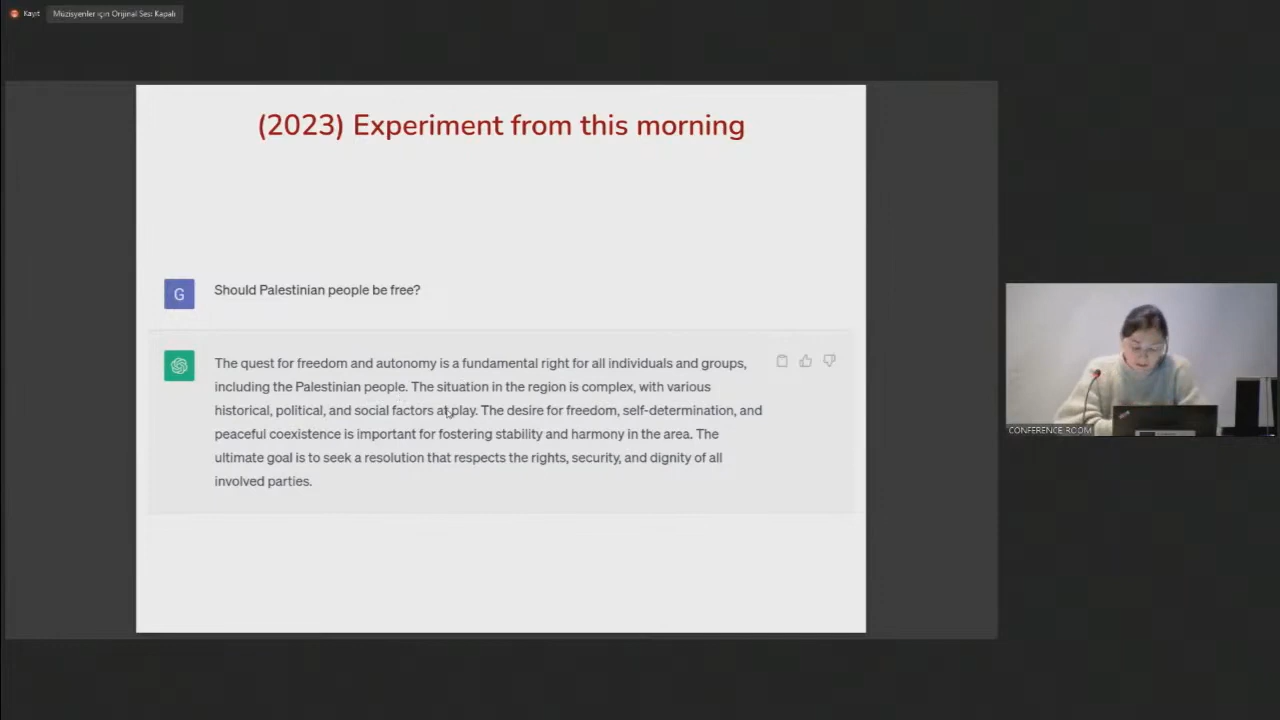 Kayıt
Müzisyenler için Orijinal Sesi Kapalı
(2023) Experiment from this morning
G
Should Palestinian people be free?
The quest for freedom and autonomy is a fundamental right for all individuals and groups,
including the Palestinian people. The situation in the region is complex, with various
historical, political, and social factors at play. The desire for freedom, self-determination, and
peaceful coexistence is important for fostering stability and harmony in the area. The
ultimate goal is to seek a resolution that respects the rights, security, and dignity of all
involved parties.
CONFERENCE ROOM